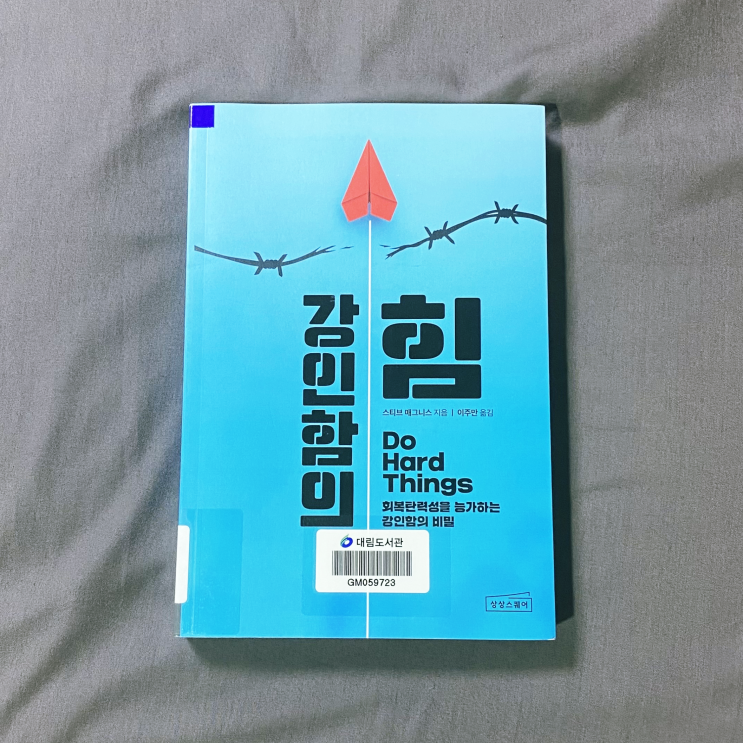 강인함의
힘
스티브 매그니스 지음 | 이주만 옮김
Do
Hard
Things
회복탄력성을 능가하는
강인함의 비밀
대림도서관
GM059723
상상스퀘어